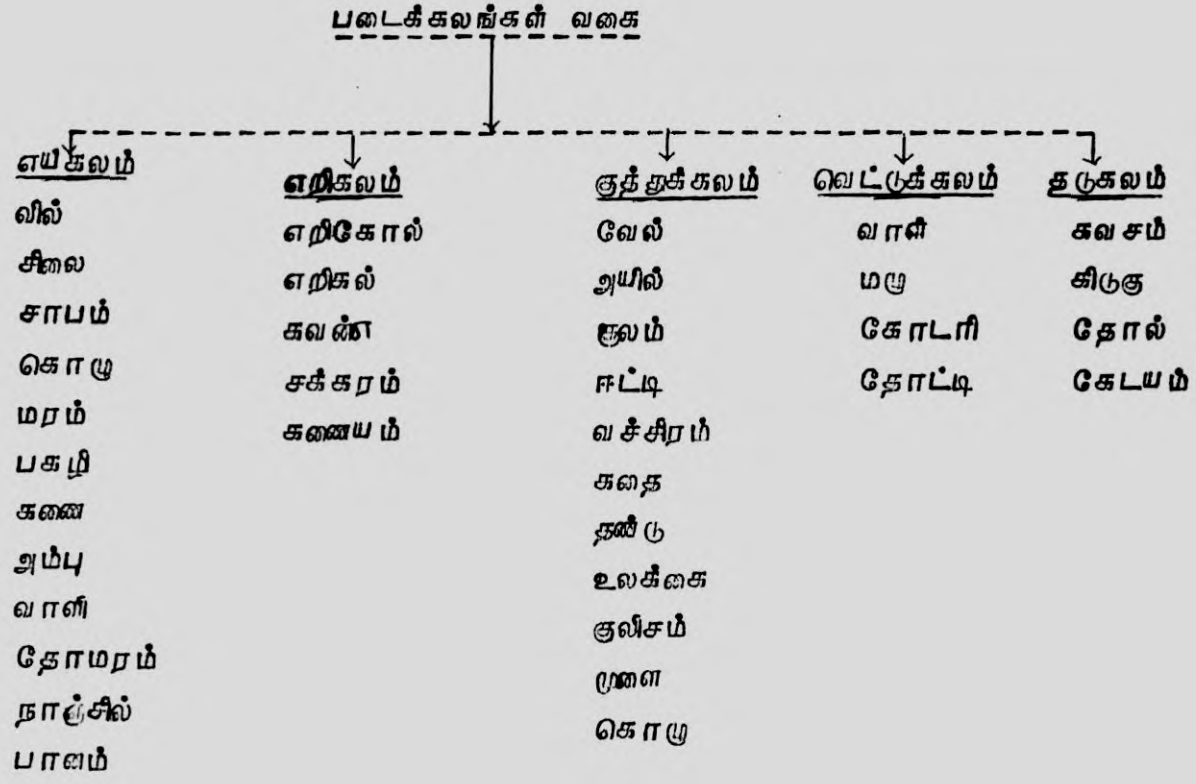 படைக்கலங்கள் வகை
எய்கலம்
வில்
சிலை
சாபம்
கொழு
மரம்
பகழி
கணை
அம்பு
வாளி
தோமரம்
நாஞ்சில்
பாணம்
எறிகலம்
எறிகோல்
எறிகல்
கவண்
சக்கரம்
கணையம்
குத்துக்கலம்
வேல்
அயில்
சூலம்
ஈட்டி
வச்சிரம்
கதை
தண்டு
உலக்கை
குலிசம்
மூளை
கொழு
வெட்டுக்கலம்
வாள்
மழு
கோடரி
தோட்டி
தடுகலம்
கவசம்
கிடுகு
தோல்
கேடயம்